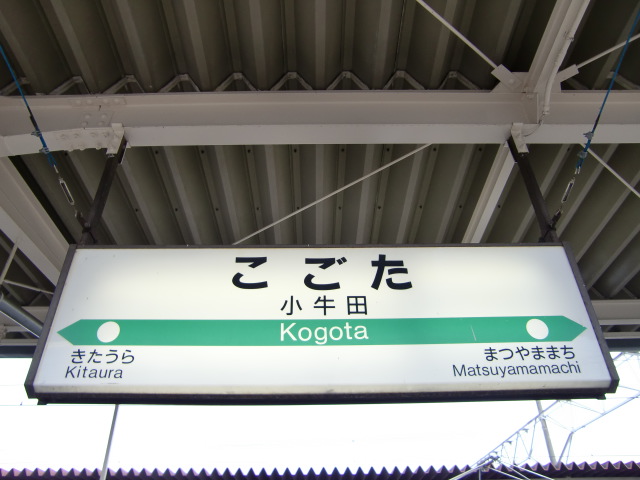 こごた
小牛田
Kogota
きたうら
Kitaura
まつやままち
Matsuyamamachi